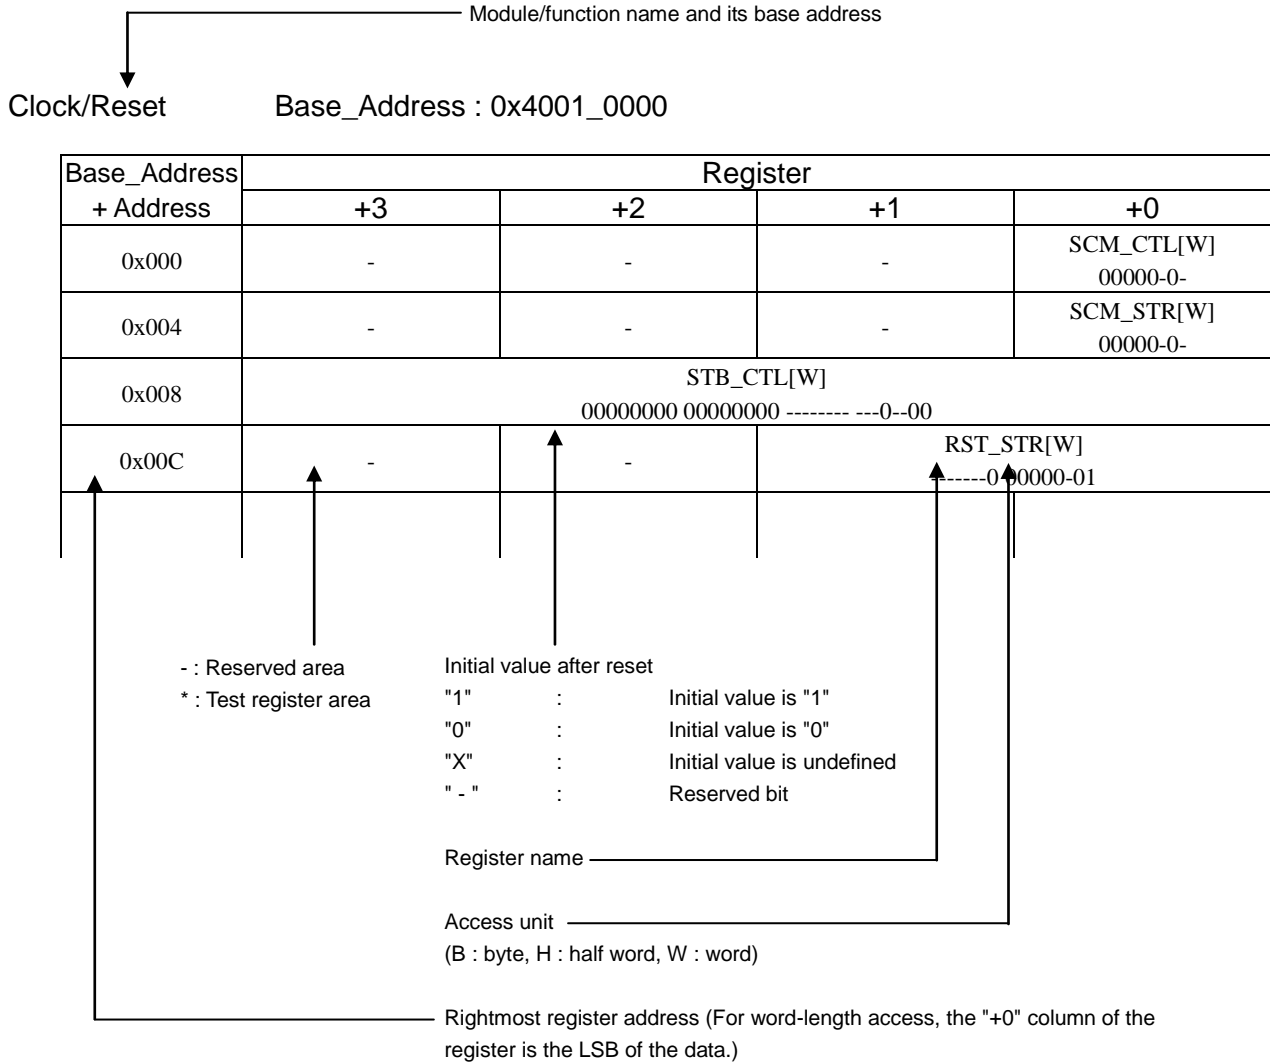 Module/function name and its base address
Clock/Reset Base_Address : 0x4001_0000
Base_Address Register
+ Address +3 +2 +1 +0
0x000 - - - SCM_CTL[W]
00000-0-
0x004 - - - SCM_STR[W]
00000-0-
0x008 STB_CTL[W]
00000000 00000000 -------- ---0--00
0x00C - - RST_STR[W]
-------0 00000-01
- : Reserved area
* : Test register area
Initial value after reset
"1" : Initial value is "1"
"0" : Initial value is "0"
"X" : Initial value is undefined
" - " : Reserved bit
Register name
Access unit
(B : byte, H : half word, W : word)
Rightmost register address (For word-length access, the "+0" column of the
register is the LSB of the data.)